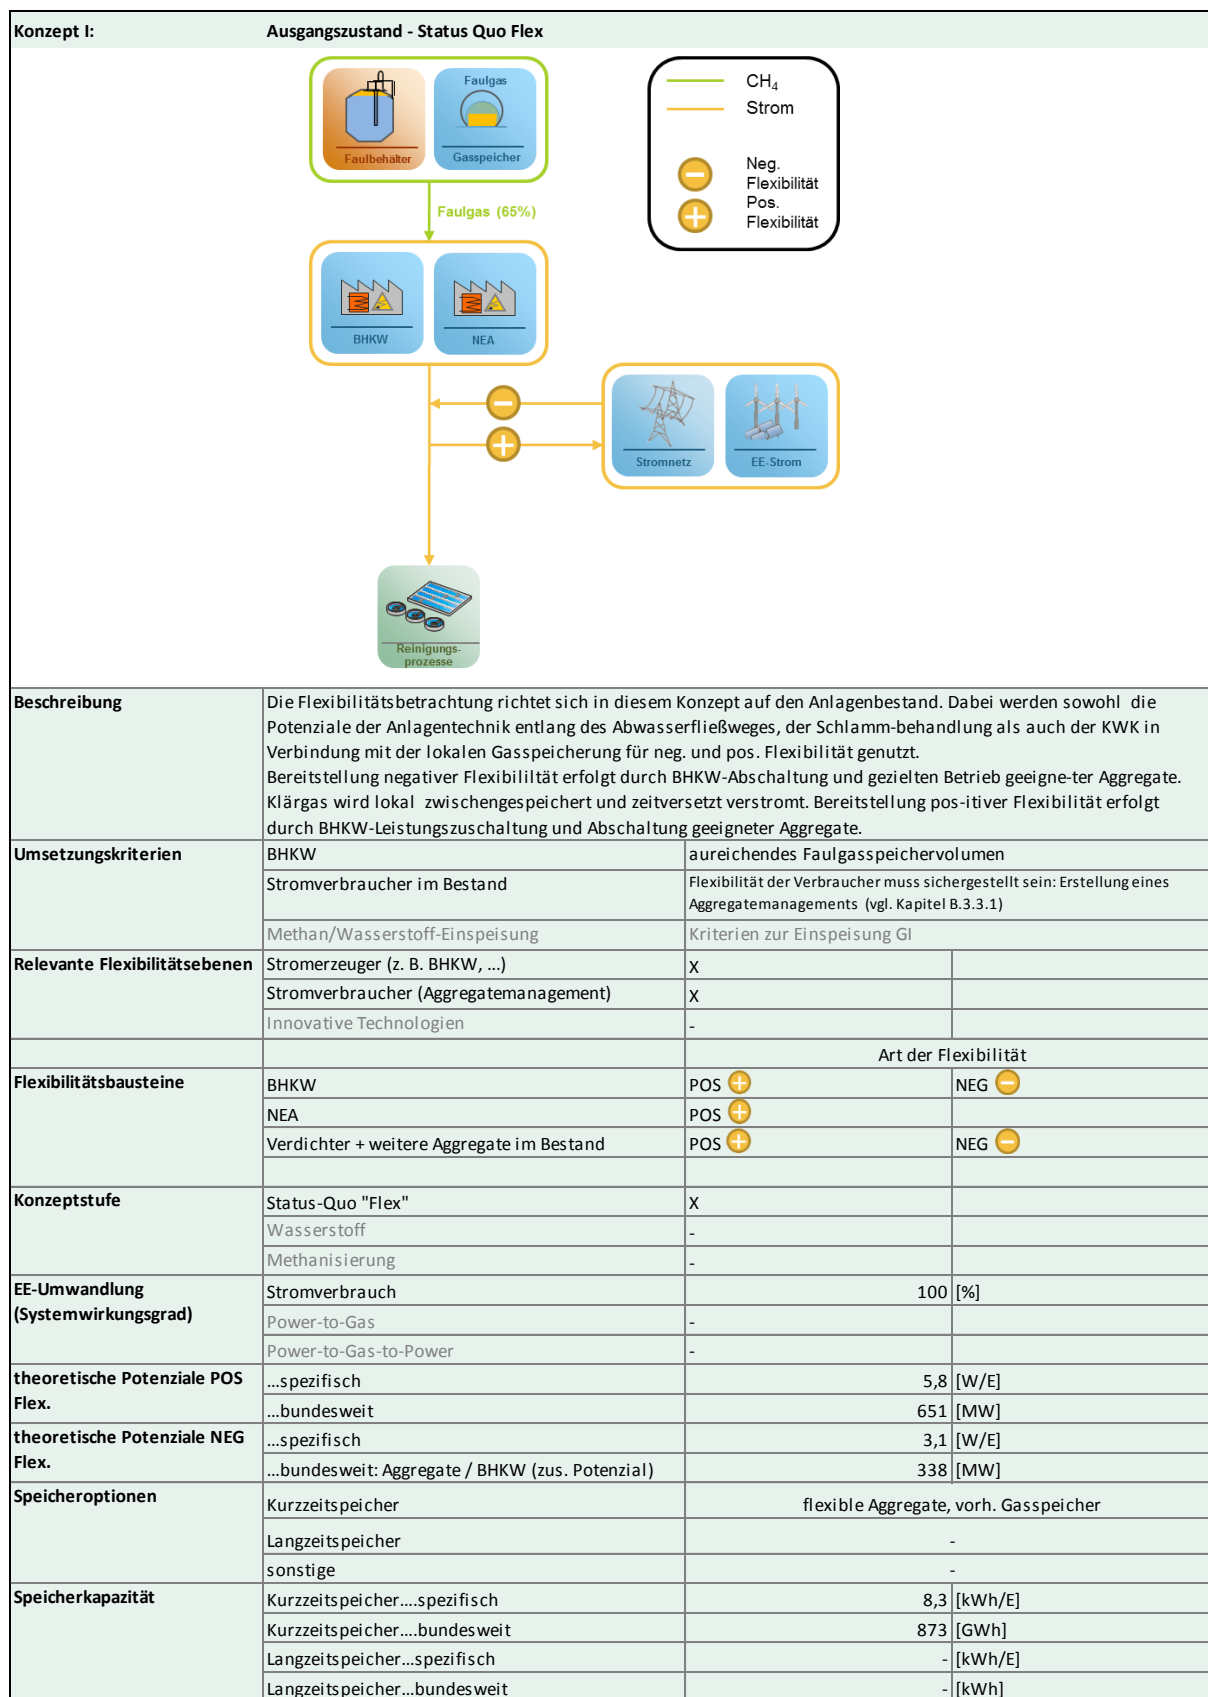 Konzept I: Ausgangszustand - Status Quo Flex
Faulgas
Faulbehälter
Gasspeicher
CH₄
Strom
Neg.
Flexibilität
Pos.
Flexibilität
Faulgas (65%)
BHKW
NEA
Stromnetz
EE-Strom
Reinigungs-
prozesse
Beschreibung
Die Flexibilitätsbetrachtung richtet sich in diesem Konzept auf den Anlagenbestand. Dabei werden sowohl die
Potenziale der Anlagentechnik entlang des Abwasserfließweges, der Schlamm-behandlung als auch der KWK in
Verbindung mit der lokalen Gasspeicherung für neg. und pos. Flexibilität genutzt.
Bereitstellung negativer Flexibililtät erfolgt durch BHKW-Abschaltung und gezielten Betrieb geeigne-ter Aggregate.
Klärgas wird lokal zwischengespeichert und zeitversetzt verstromt. Bereitstellung pos-itiver Flexibilität erfolgt
durch BHKW-Leistungszuschaltung und Abschaltung geeigneter Aggregate.
Umsetzungskriterien BHKW aureichendes Faulgasspeichervolumen
Stromverbraucher im Bestand Flexibilität der Verbraucher muss sichergestellt sein: Erstellung eines
Aggregatemanagements (vgl. Kapitel B.3.3.1)
Methan/Wasserstoff-Einspeisung Kriterien zur Einspeisung GI
Relevante Flexibilitätsebenen Stromerzeuger (z. B. BHKW, ...) X
Stromverbraucher (Aggregatemanagement) X
Innovative Technologien -
Art der Flexibilität
Flexibilitätsbausteine BHKW POS NEG
NEA POS
Verdichter + weitere Aggregate im Bestand POS NEG
Konzeptstufe Status-Quo "Flex" X
Wasserstoff -
Methanisierung -
EE-Umwandlung
(Systemwirkungsgrad)
Stromverbrauch 100 [%]
Power-to-Gas -
Power-to-Gas-to-Power -
theoretische Potenziale POS
Flex.
...spezifisch 5,8 [W/E]
...bundesweit 651 [MW]
theoretische Potenziale NEG
Flex.
...spezifisch 3,1 [W/E]
...bundesweit: Aggregate / BHKW (zus. Potenzial) 338 [MW]
Speicheroptionen Kurzzeitspeicher flexible Aggregate, vorh. Gasspeicher
Langzeitspeicher -
sonstige -
Speicherkapazität Kurzzeitspeicher....spezifisch 8,3 [kWh/E]
Kurzzeitspeicher....bundesweit 873 [GWh]
Langzeitspeicher...spezifisch - [kWh/E]
Langzeitspeicher...bundesweit - [kWh]